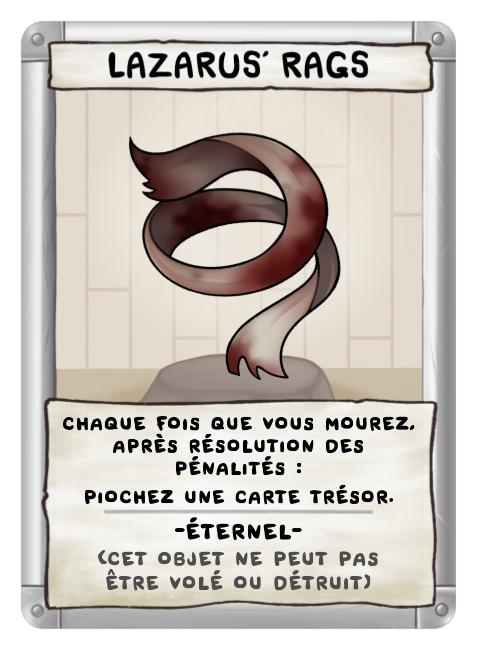 LAZARUS' RAGS
CHAQUE FOIS QUE VOUS MOUREZ,
APRÈS RÉSOLUTION DES
PÉNALITÉS :
PIOCHEZ UNE CARTE TRÉSOR.
-ÉTERNEL-
(CET OBJET NE PEUT PAS
ÊTRE VOLÉ OU DÉTRUIT)